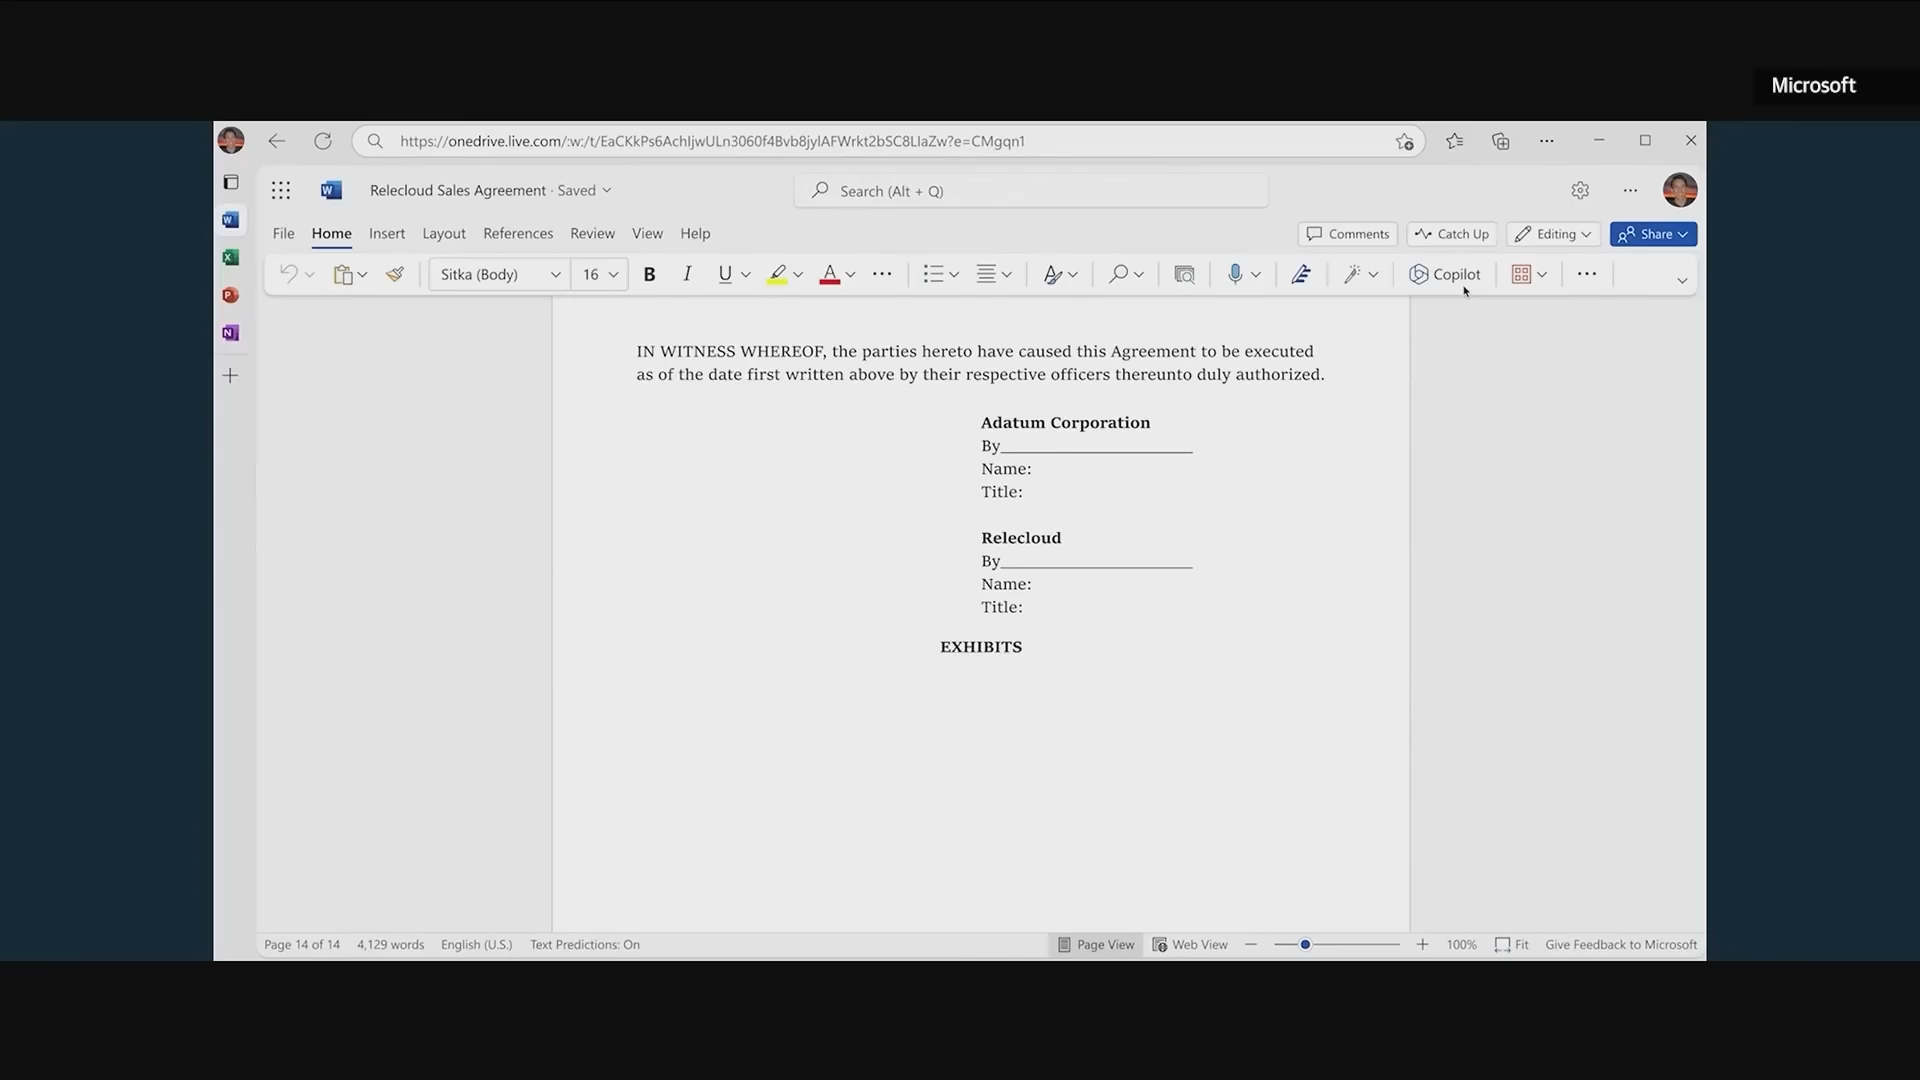 Microsoft
https://onedrive.live.com/:w:/t/EaCKkPs6AchIjwULn3060f4Bvb8jylAFWrkt2bSC8LIaZw?e=CMgqn1
Relecloud Sales Agreement · Saved
Search (Alt + Q)
File Home Insert Layout References Review View Help
Comments Catch Up Editing Share
Sitka (Body) 16 B I U A Copilot
IN WITNESS WHEREOF, the parties hereto have caused this Agreement to be executed
as of the date first written above by their respective officers thereunto duly authorized.
Adatum Corporation
By____________________
Name:
Title:
Relecloud
By____________________
Name:
Title:
EXHIBITS
Page 14 of 14 4,129 words English (U.S.) Text Predictions: On Page View Web View 100% Fit Give Feedback to Microsoft